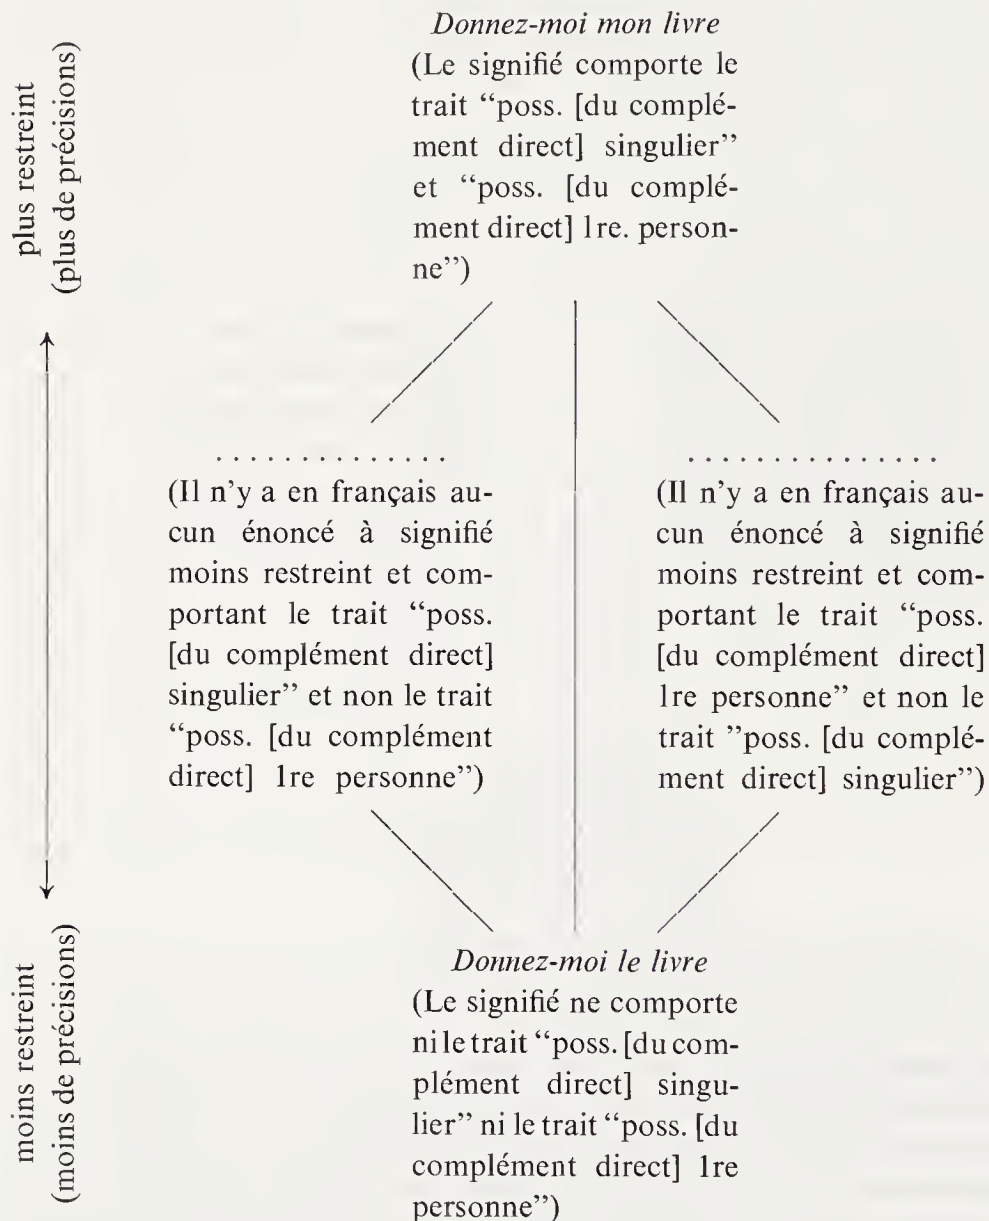 Donnez-moi mon livre
(Le signifié comporte le
trait “poss. [du complé-
ment direct] singulier”
et “poss. [du complé-
ment direct] 1re. person-
ne”)
plus restreint
(plus de précisions)
. . . . . . . . . . . . . .
(Il n’y a en français au-
cun énoncé à signifié
moins restreint et com-
portant le trait “poss.
[du complément direct]
singulier” et non le trait
“poss. [du complément
direct] 1re personne”)
. . . . . . . . . . . . . . .
(Il n’y a en français au-
cun énoncé à signifié
moins restreint et com-
portant le trait “poss.
[du complément direct]
1re personne” et non le
trait ”poss. [du complé-
ment direct] singulier”)
moins restreint
(moins de précisions)
Donnez-moi le livre
(Le signifié ne comporte
ni le trait “poss. [du com-
plément direct] singu-
lier” ni le trait “poss. [du
complément direct] 1re
personne”)